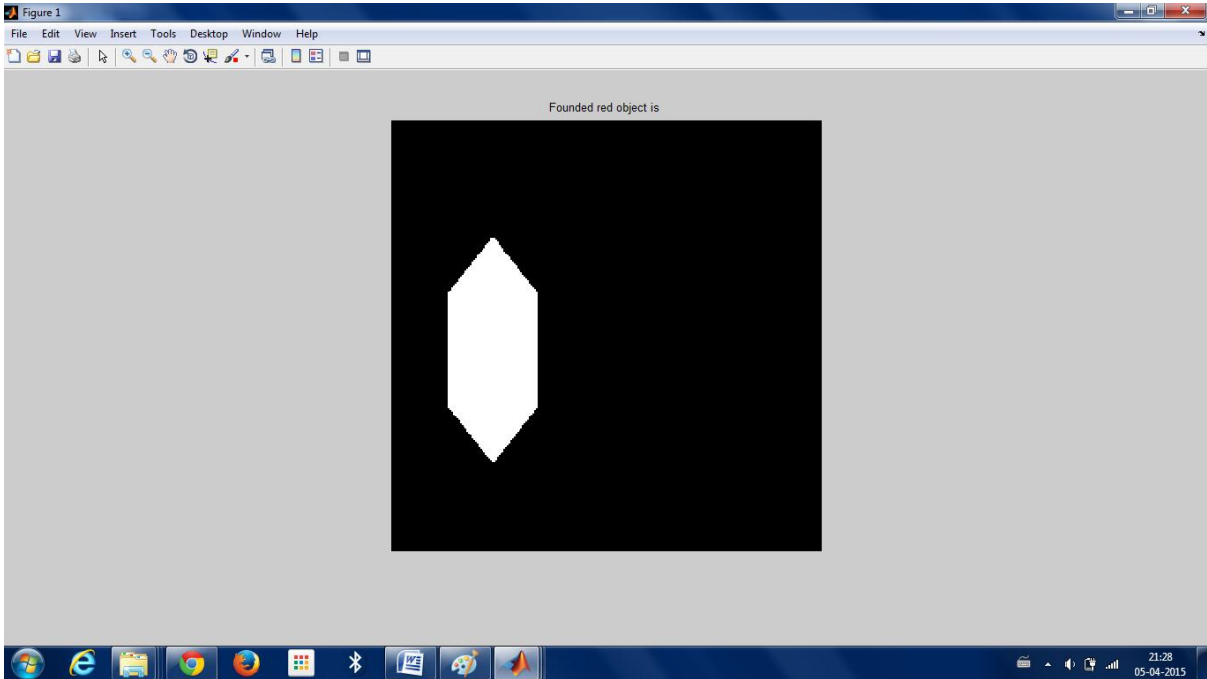 Figure 1
File Edit View Insert Tools Desktop Window Help
Founded red object is
21:28
05-04-2015